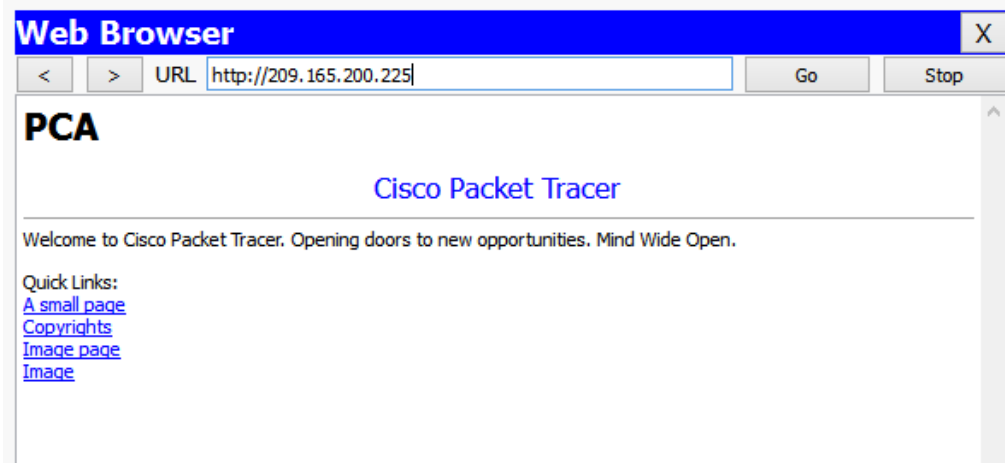 Web Browser X
< > URL http://209.165.200.225 Go Stop
PCA
Cisco Packet Tracer
Welcome to Cisco Packet Tracer. Opening doors to new opportunities. Mind Wide Open.
Quick Links:
A small page
Copyrights
Image page
Image